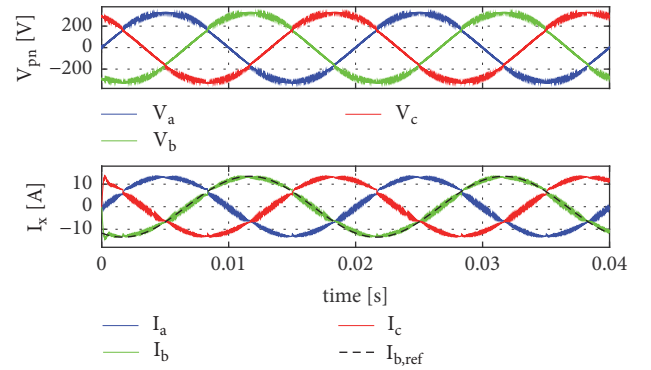 V_pn [V]
200
0
−200
V_a
V_c
V_b
I_x [A]
10
0
−10
0
0.01
0.02
0.03
0.04
time [s]
I_a
I_c
I_b
I_b,ref